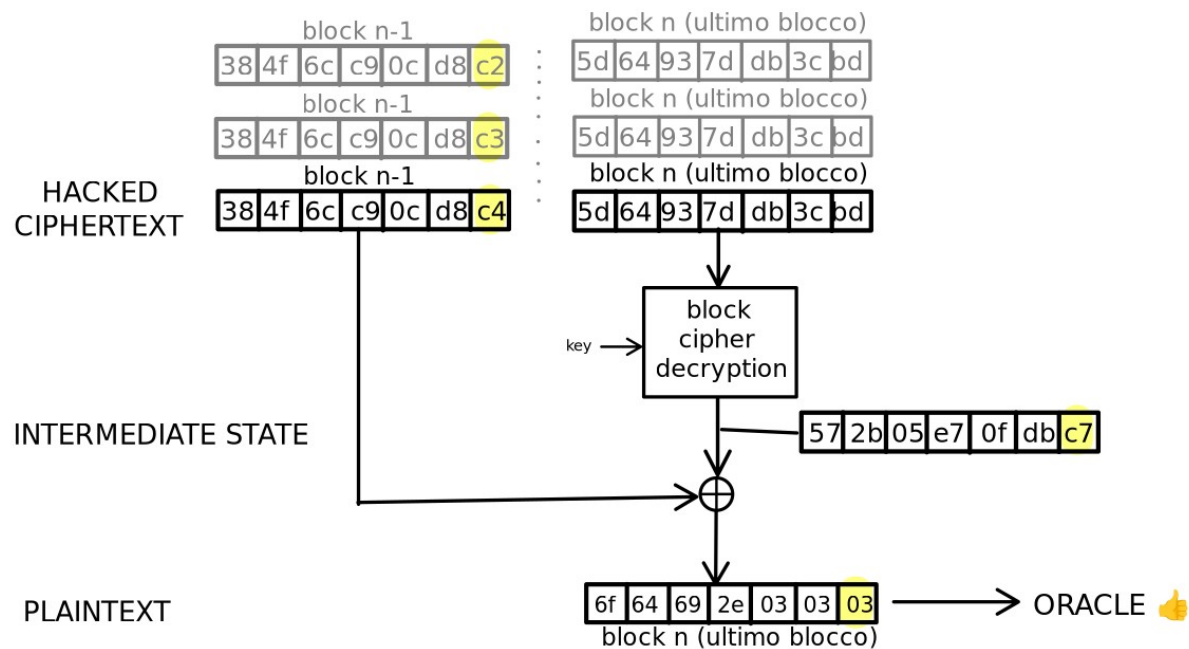 block n-1 block n (ultimo blocco)
38 4f 6c c9 0c d8 c2 5d 64 93 7d db 3c bd
block n-1 block n (ultimo blocco)
38 4f 6c c9 0c d8 c3 5d 64 93 7d db 3c bd
block n-1 block n (ultimo blocco)
HACKED
CIPHERTEXT
38 4f 6c c9 0c d8 c4 5d 64 93 7d db 3c bd
block
cipher
decryption
key
INTERMEDIATE STATE
57 2b 05 e7 0f db c7
PLAINTEXT
6f 64 69 2e 03 03 03
ORACLE 👍
block n (ultimo blocco)